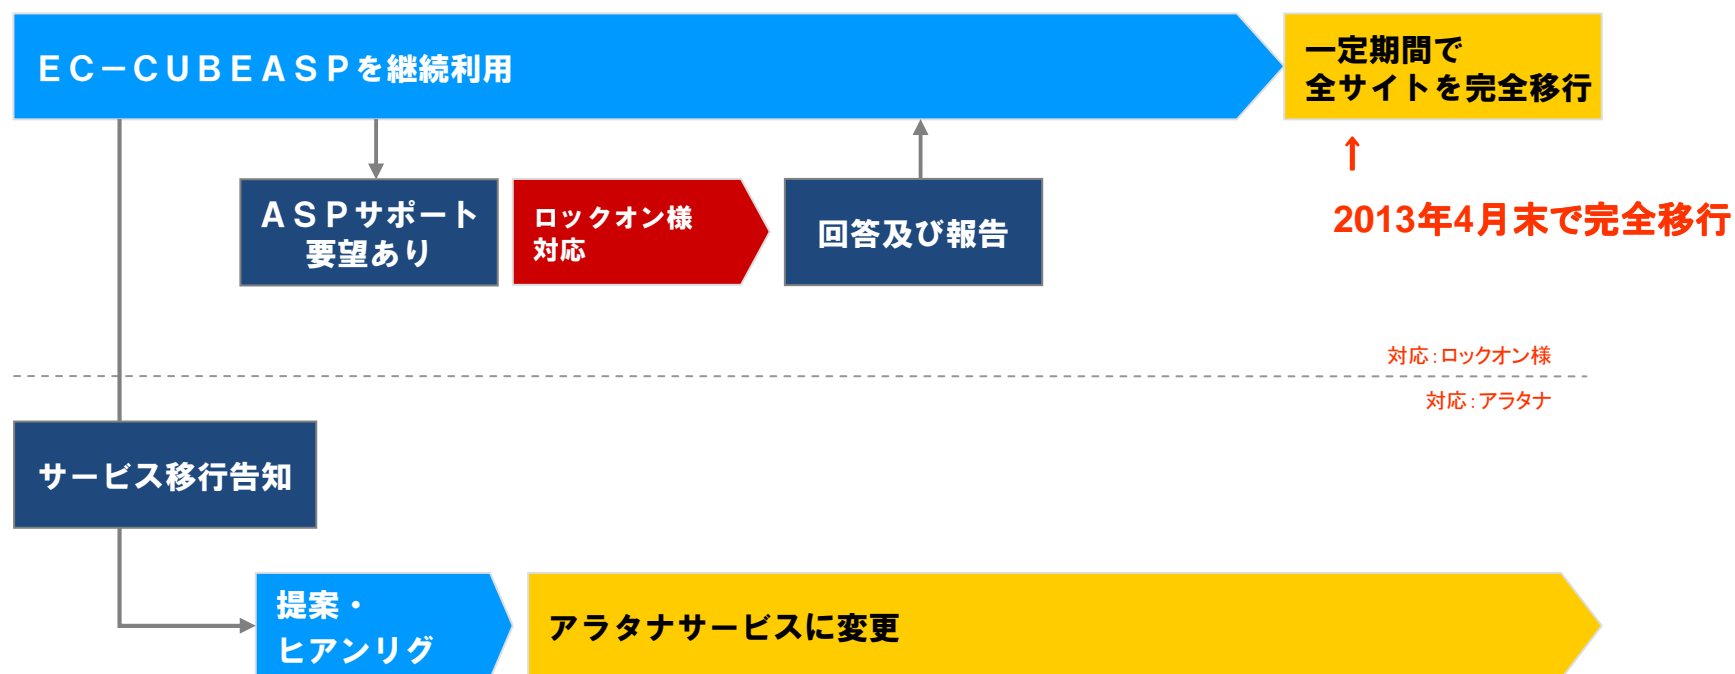 ＥＣ－ＣＵＢＥＡＳＰを継続利用
一定期間で
全サイトを完全移行
ＡＳＰサポート
要望あり
ロックオン様
対応
回答及び報告
↑
2013年4月末で完全移行
対応：ロックオン様
対応：アラタナ
サービス移行告知
提案・
ヒアンリグ
アラタナサービスに変更